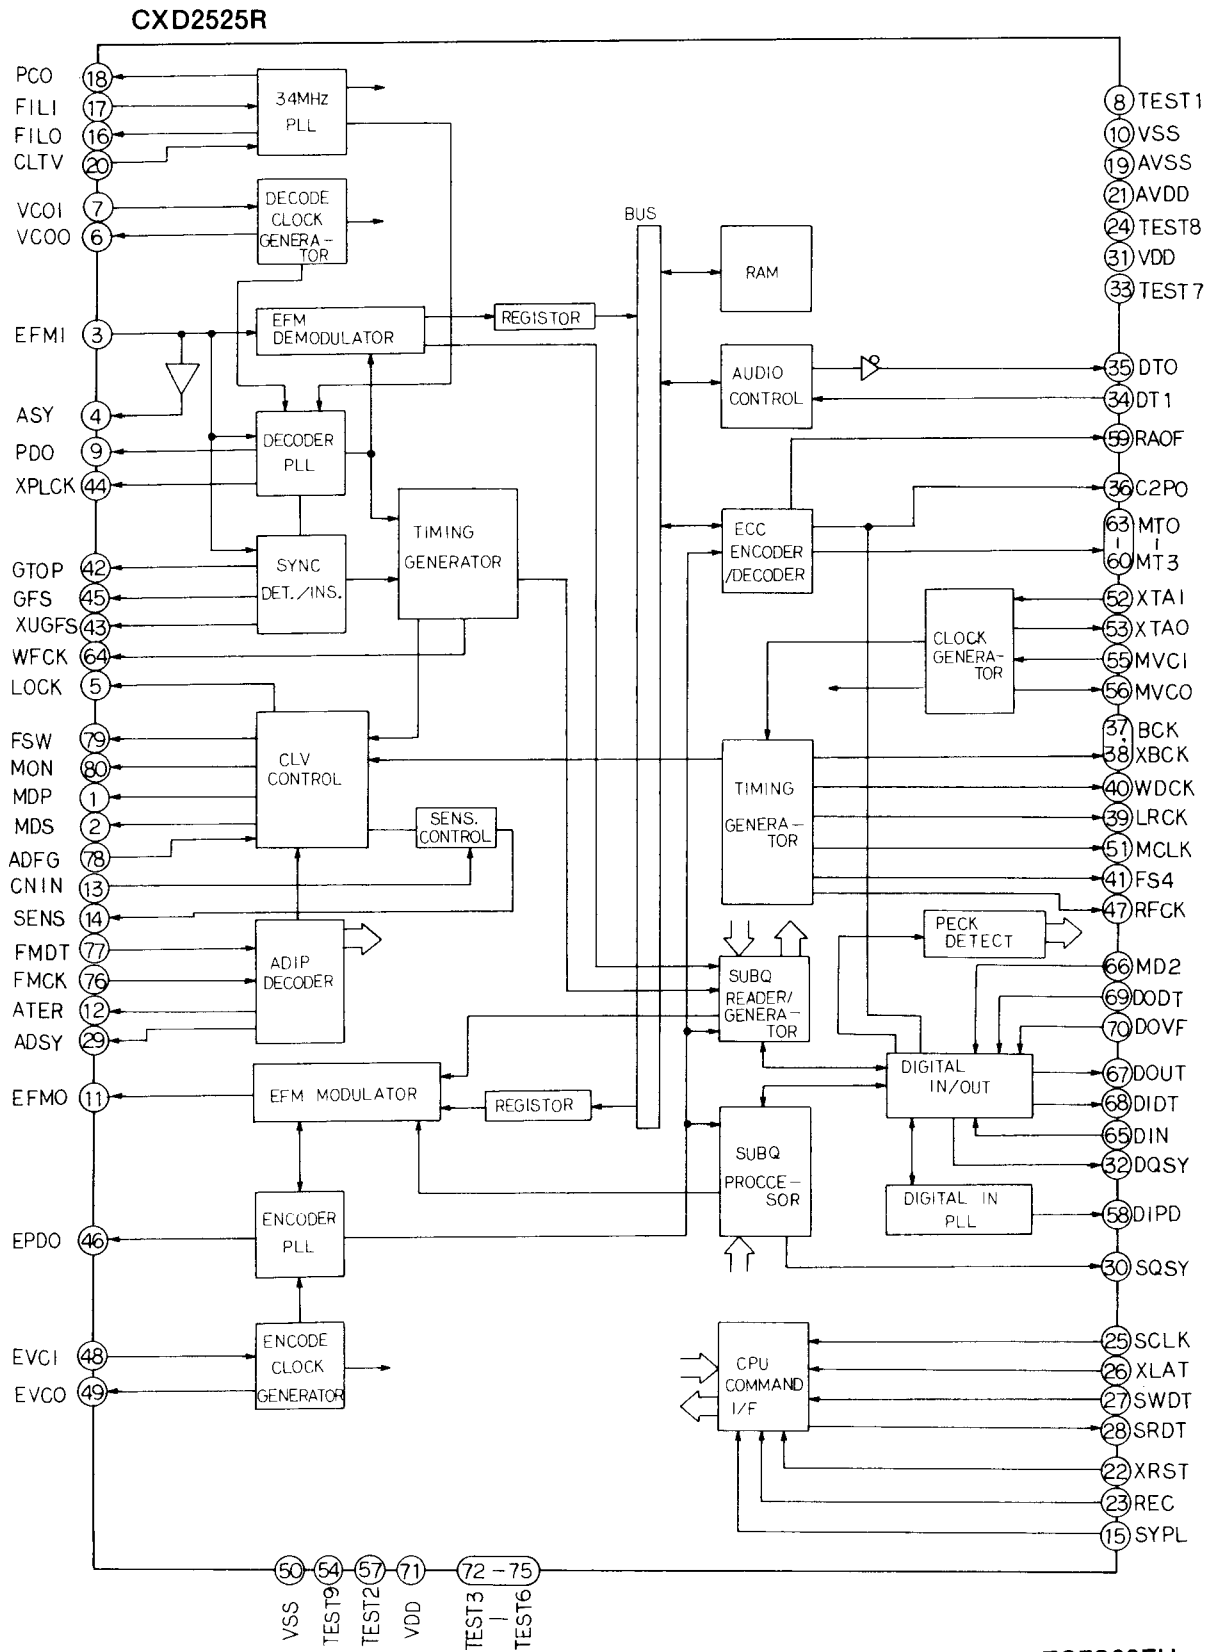 CXD2525R
PCO 18
FILI 17
FILO 16
CLTV 20
VCOI 7
VCOO 6
EFMI 3
ASY 4
PDO 9
XPLCK 44
GTOP 42
GFS 45
XUGFS 43
WFCK 64
LOCK 5
FSW 79
MON 80
MDP 1
MDS 2
ADFG 78
CNIN 13
SENS 14
FMDT 77
FMCK 76
ATER 12
ADSY 29
EFMO 11
EPDO 46
EVCI 48
EVCO 49
34MHz
PLL
DECODE
CLOCK
GENERA-
TOR
EFM
DEMODULATOR
REGISTOR
DECODER
PLL
SYNC
DET./INS.
TIMING
GENERATOR
CLV
CONTROL
SENS.
CONTROL
ADIP
DECODER
EFM MODULATOR
REGISTOR
ENCODER
PLL
ENCODE
CLOCK
GENERATOR
BUS
RAM
AUDIO
CONTROL
ECC
ENCODER
/DECODER
CLOCK
GENERA-
TOR
TIMING
GENERA-
TOR
PECK
DETECT
SUBQ
READER/
GENERA-
TOR
DIGITAL
IN/OUT
SUBQ
PROCCE-
SOR
DIGITAL IN
PLL
CPU
COMMAND
I/F
8 TEST1
10 VSS
19 AVSS
21 AVDD
24 TEST8
31 VDD
33 TEST7
35 DTO
34 DT1
59 RAOF
36 C2PO
63 MTO
60 MT3
52 XTAI
53 XTAO
55 MVCI
56 MVCO
37, BCK
38 XBCK
40 WDCK
39 LRCK
51 MCLK
41 FS4
47 RFCK
66 MD2
69 DODT
70 DOVF
67 DOUT
68 DIDT
65 DIN
32 DQSY
58 DIPD
30 SQSY
25 SCLK
26 XLAT
27 SWDT
28 SRDT
22 XRST
23 REC
15 SYPL
50 54 57 71 72-75
VSS
TEST9
TEST2
VDD
TEST3
TEST6